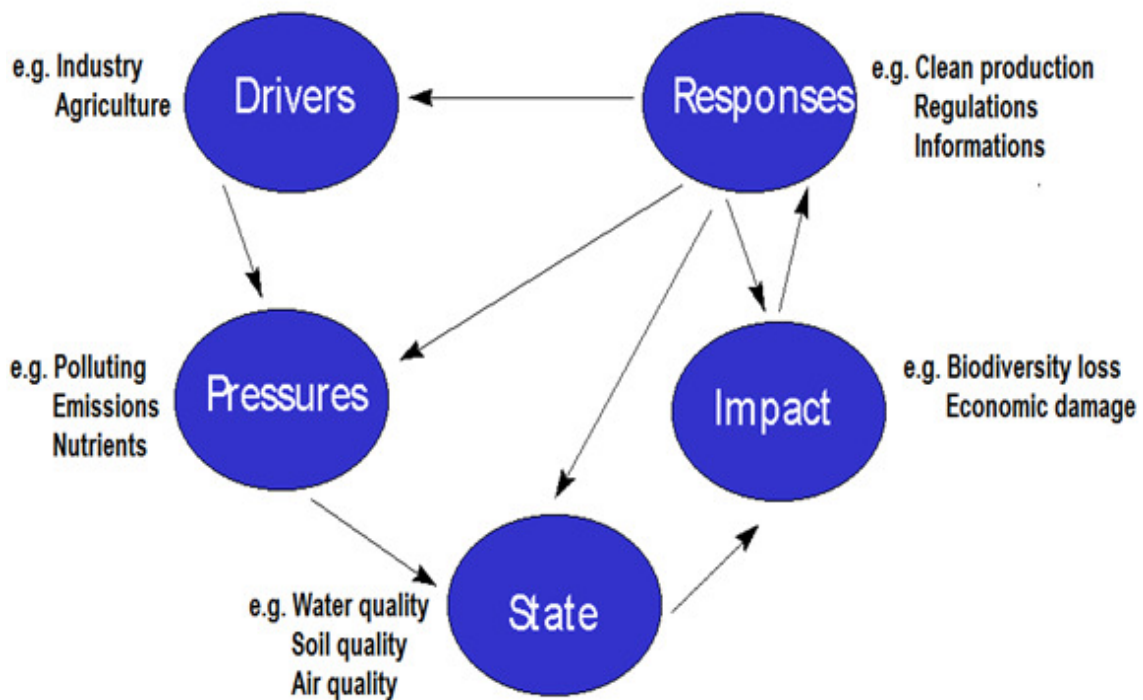 e.g. Industry
Agriculture
Drivers
Responses
e.g. Clean production
Regulations
Informations
e.g. Polluting
Emissions
Nutrients
Pressures
Impact
e.g. Biodiversity loss
Economic damage
e.g. Water quality
Soil quality
Air quality
State